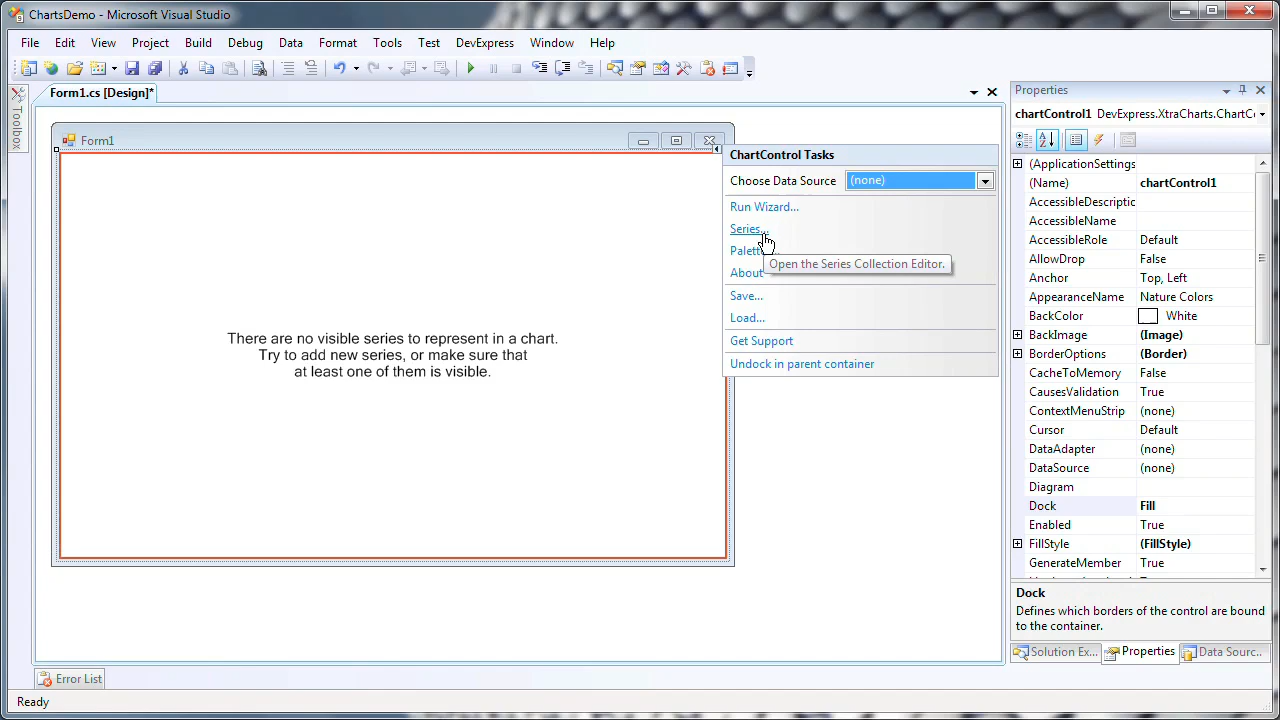 ChartsDemo - Microsoft Visual Studio
File Edit View Project Build Debug Data Format Tools Test DevExpress Window Help
Form1.cs [Design]*
Toolbox
Form1
There are no visible series to represent in a chart.
Try to add new series, or make sure that
at least one of them is visible.
ChartControl Tasks
Choose Data Source (none)
Run Wizard...
Series...
Open the Series Collection Editor.
About
Save...
Load...
Get Support
Undock in parent container
Properties
chartControl1 DevExpress.XtraCharts.ChartCo
(ApplicationSettings
(Name) chartControl1
AccessibleDescriptic
AccessibleName
AccessibleRole Default
AllowDrop False
Anchor Top, Left
AppearanceName Nature Colors
BackColor White
BackImage (Image)
BorderOptions (Border)
CacheToMemory False
CausesValidation True
ContextMenuStrip (none)
Cursor Default
DataAdapter (none)
DataSource (none)
Diagram
Dock Fill
Enabled True
FillStyle (FillStyle)
GenerateMember True
Dock
Defines which borders of the control are bound
to the container.
Solution Ex... Properties Data Sourc...
Error List
Ready